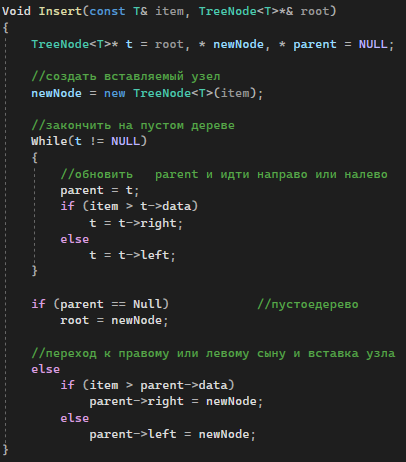 Void Insert(const T& item, TreeNode<T>*& root)
{
TreeNode<T>* t = root, * newNode, * parent = NULL;
//создать вставляемый узел
newNode = new TreeNode<T>(item);
//закончить на пустом дереве
While(t != NULL)
{
//обновить   parent и идти направо или налево
parent = t;
if (item > t->data)
t = t->right;
else
t = t->left;
}
if (parent == Null)           //пустоедерево
root = newNode;
//переход к правому или левому сыну и вставка узла
else
if (item > parent->data)
parent->right = newNode;
else
parent->left = newNode;
}